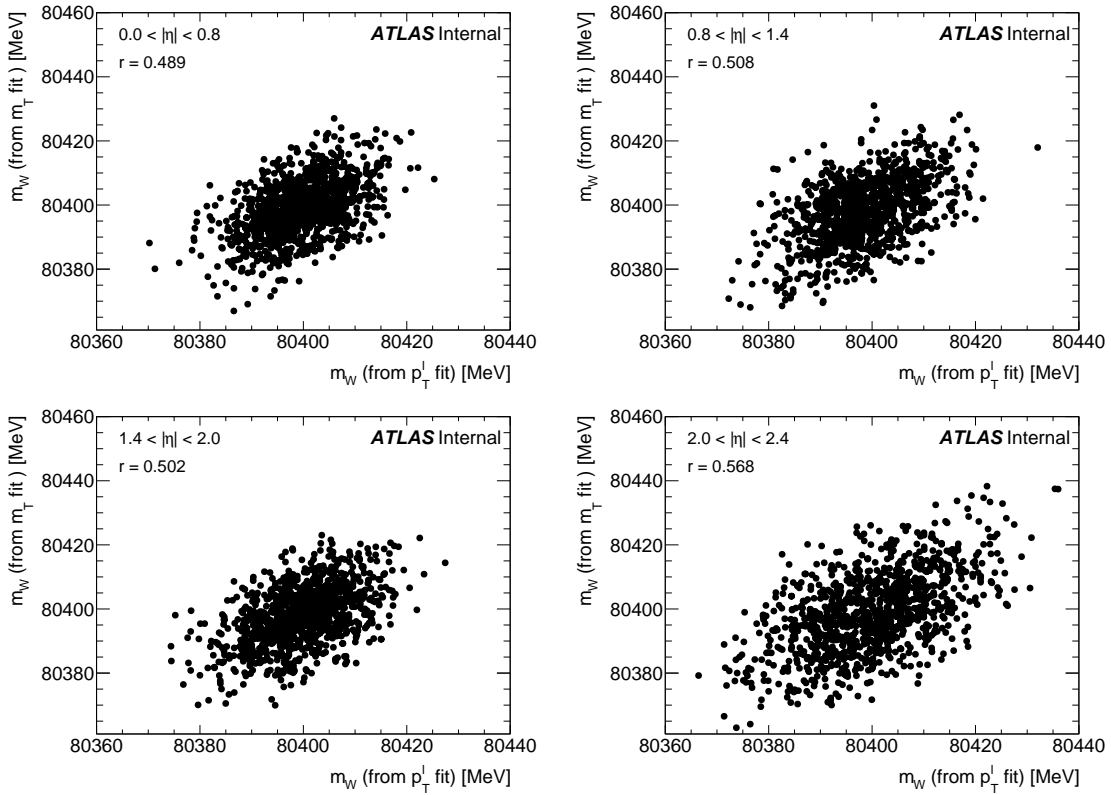 80460
0.0 < |η| < 0.8
ATLAS Internal
r = 0.489
80440
80420
80400
80380
m_W (from m_T fit ) [MeV]
80360 80380 80400 80420 80440
m_W (from p_T^l fit) [MeV]
80460
0.8 < |η| < 1.4
ATLAS Internal
r = 0.508
80440
80420
80400
80380
m_W (from m_T fit ) [MeV]
80360 80380 80400 80420 80440
m_W (from p_T^l fit) [MeV]
80460
1.4 < |η| < 2.0
ATLAS Internal
r = 0.502
80440
80420
80400
80380
m_W (from m_T fit ) [MeV]
80360 80380 80400 80420 80440
m_W (from p_T^l fit) [MeV]
80460
2.0 < |η| < 2.4
ATLAS Internal
r = 0.568
80440
80420
80400
80380
m_W (from m_T fit ) [MeV]
80360 80380 80400 80420 80440
m_W (from p_T^l fit) [MeV]